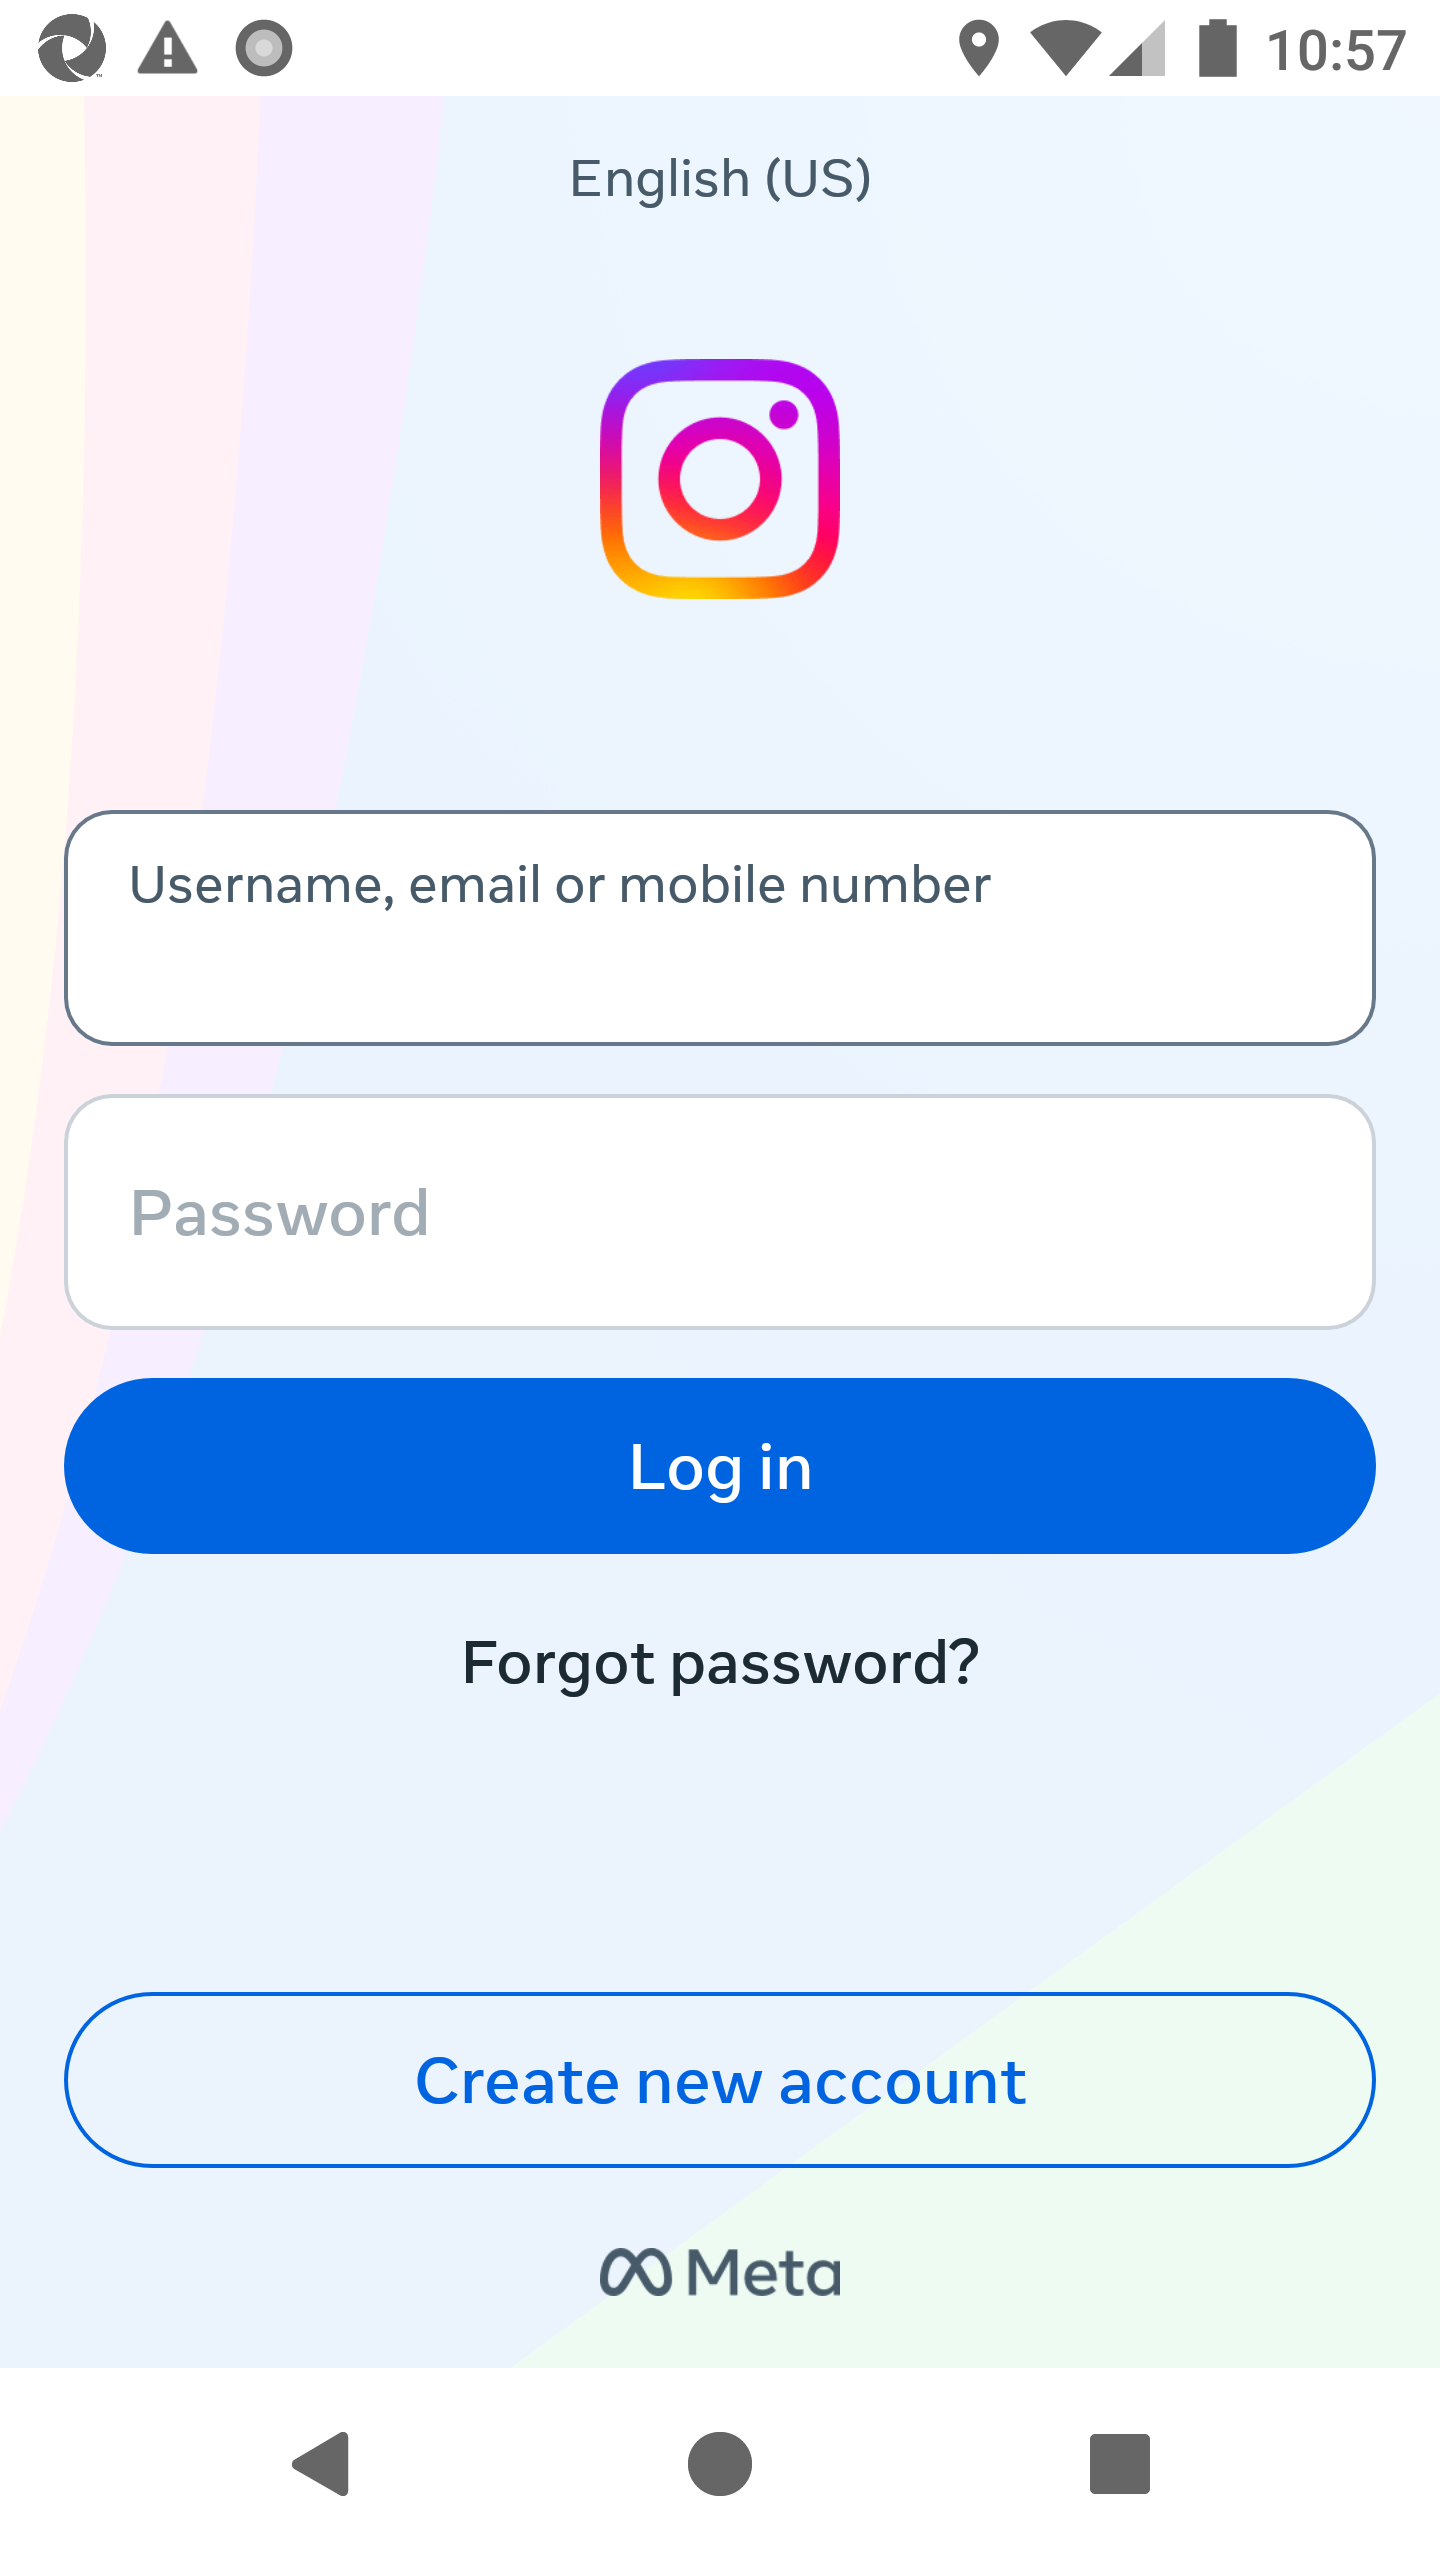 10:57
English (US)
Username, email or mobile number
Password
Log in
Forgot password?
Create new account
Meta